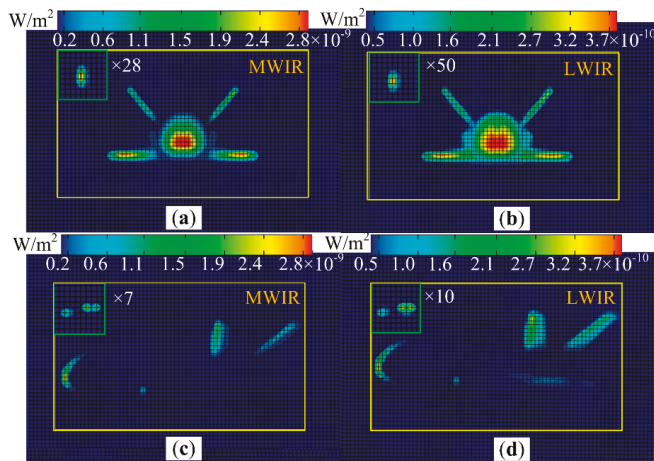 W/m² 0.2 0.6 1.1 1.5 1.9 2.4 2.8×10⁻⁹
×28 MWIR
(a)
W/m² 0.5 1.0 1.6 2.1 2.7 3.2 3.7×10⁻¹⁰
×50 LWIR
(b)
W/m² 0.2 0.6 1.1 1.5 1.9 2.4 2.8×10⁻⁹
×7 MWIR
(c)
W/m² 0.5 1.0 1.6 2.1 2.7 3.2 3.7×10⁻¹⁰
×10 LWIR
(d)